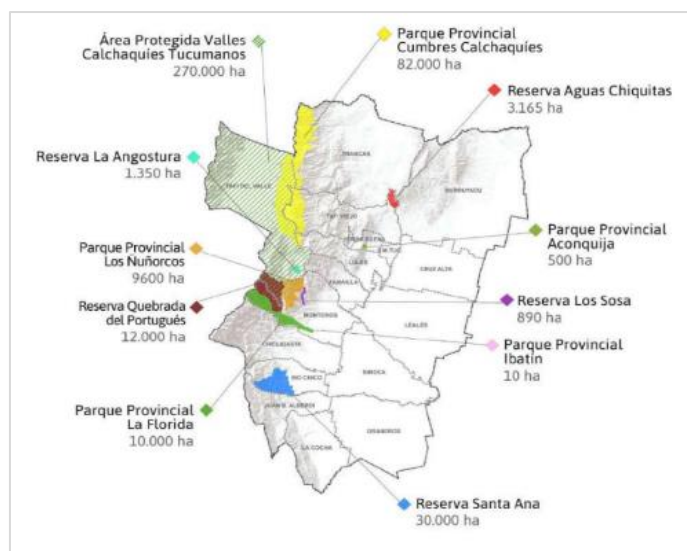 Área Protegida Valles
Calchaquíes Tucumanos
270.000 ha
Parque Provincial
Cumbres Calchaquíes
82.000 ha
Reserva Aguas Chiquitas
3.165 ha
Reserva La Angostura
1.350 ha
TRANCAS
BURRUYACU
TAFI DEL VALLE
TAFI VIEJO
Parque Provincial
Aconquija
500 ha
Parque Provincial
Los Ñuñorcos
9600 ha
LULES
CRUZ ALTA
FAMAILLA
Reserva Quebrada
del Portugués
12.000 ha
Reserva Los Sosa
890 ha
MONTEROS
LEALES
CHICLIGASTA
Parque Provincial
Ibatín
10 ha
SIMOCA
RIO CHICO
Parque Provincial
La Florida
10.000 ha
JUAN B. ALBERDI
GRANEROS
LA COCHA
Reserva Santa Ana
30.000 ha